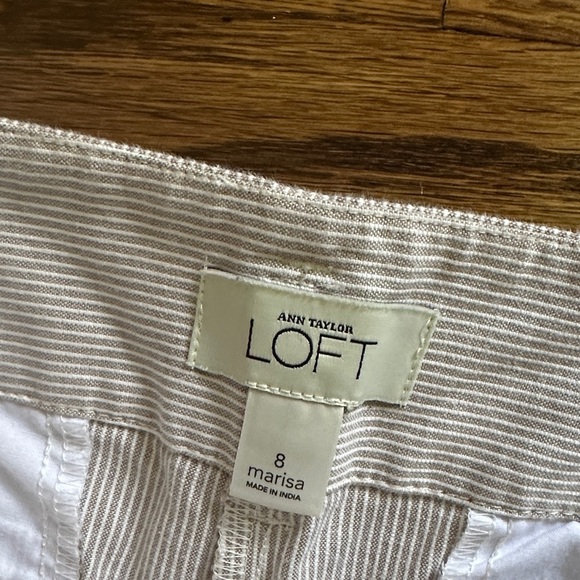 ANN TAYLOR
LOFT
8
marisa
MADE IN INDIA